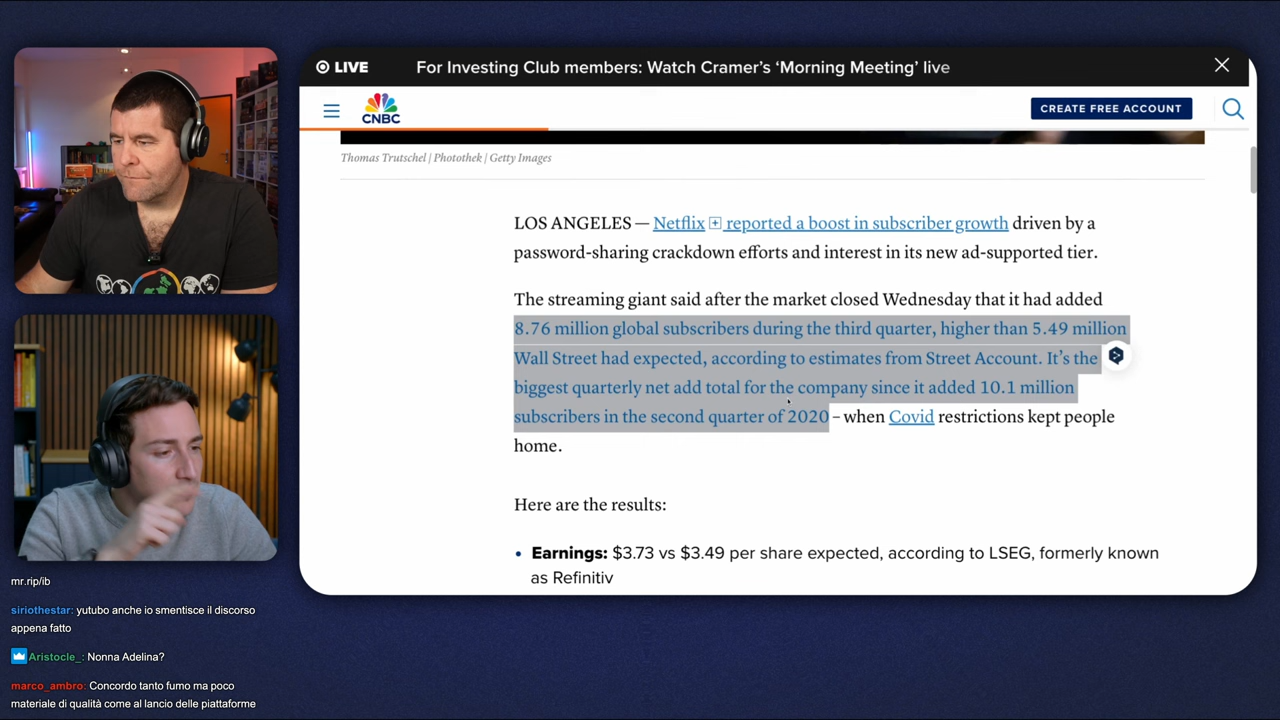 LIVE
For Investing Club members: Watch Cramer’s ‘Morning Meeting’ live
CNBC
CREATE FREE ACCOUNT
Thomas Trutschel | Photothek | Getty Images
LOS ANGELES — Netflix reported a boost in subscriber growth driven by a
password-sharing crackdown efforts and interest in its new ad-supported tier.
The streaming giant said after the market closed Wednesday that it had added
8.76 million global subscribers during the third quarter, higher than 5.49 million
Wall Street had expected, according to estimates from Street Account. It’s the
biggest quarterly net add total for the company since it added 10.1 million
subscribers in the second quarter of 2020 – when Covid restrictions kept people
home.
Here are the results:
• Earnings: $3.73 vs $3.49 per share expected, according to LSEG, formerly known
as Refinitiv
mr.rip/ib
siriothestar: yutubo anche io smentisce il discorso
appena fatto
Aristocle_: Nonna Adelina?
marco_ambro: Concordo tanto fumo ma poco
materiale di qualità come al lancio delle piattaforme